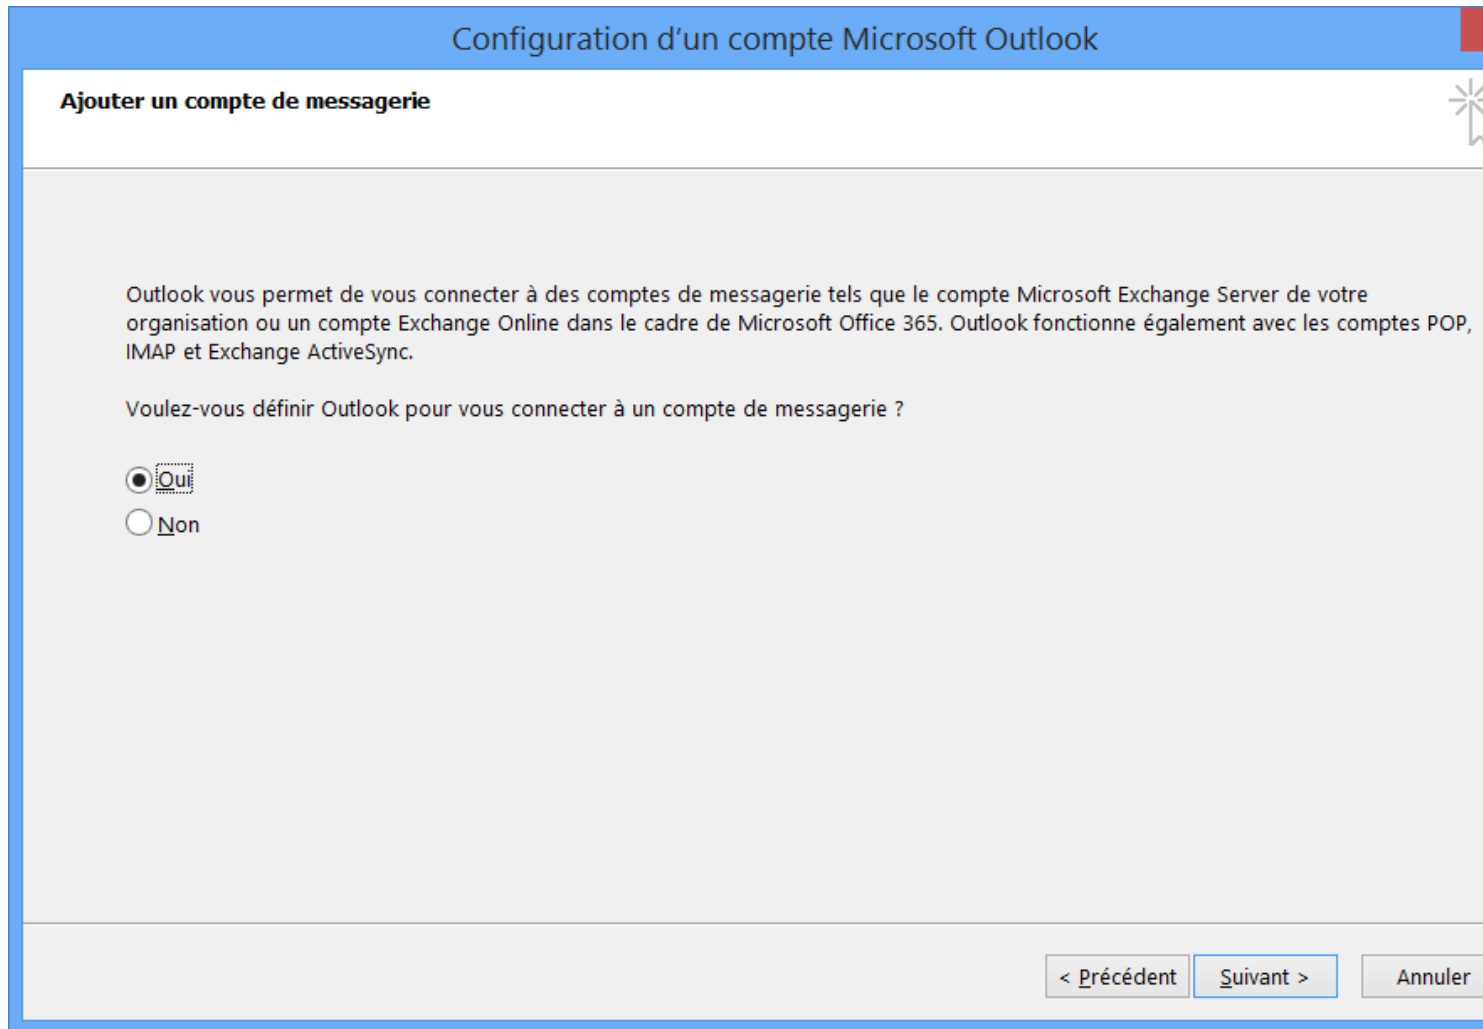 Configuration d'un compte Microsoft Outlook
Ajouter un compte de messagerie
Outlook vous permet de vous connecter à des comptes de messagerie tels que le compte Microsoft Exchange Server de votre
organisation ou un compte Exchange Online dans le cadre de Microsoft Office 365. Outlook fonctionne également avec les comptes POP,
IMAP et Exchange ActiveSync.
Voulez-vous définir Outlook pour vous connecter à un compte de messagerie ?
Oui
Non
< Précédent Suivant > Annuler